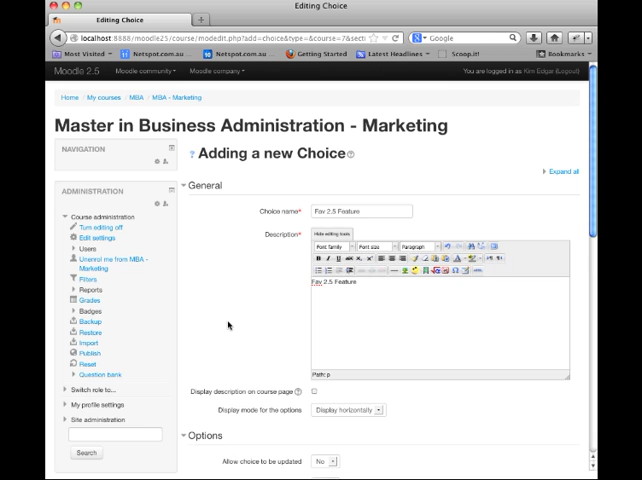 Editing Choice
Editing Choice
localhost:8888/moodle25/course/modedit.php?add=choice&type=&course=7&secti
Google
Most Visited
Netspot.com.au ...
Netspot.com.au ...
Getting Started
Latest Headlines
Scoop.it!
Bookmarks
Moodle 2.5
Moodle community
Moodle company
You are logged in as Kim Edgar (Logout)
Home / My courses / MBA / MBA - Marketing
Master in Business Administration - Marketing
NAVIGATION
Adding a new Choice
Expand all
ADMINISTRATION
General
Course administration
Turn editing off
Edit settings
Users
Unenrol me from MBA -
Marketing
Filters
Reports
Grades
Badges
Backup
Restore
Import
Publish
Reset
Question bank
Switch role to...
My profile settings
Site administration
Search
Choice name*
Fav 2.5 Feature
Description*
Hide editing tools
Font family
Font size
Paragraph
Fav 2.5 Feature
Path: p
Display description on course page
Display mode for the options
Display horizontally
Options
Allow choice to be updated
No